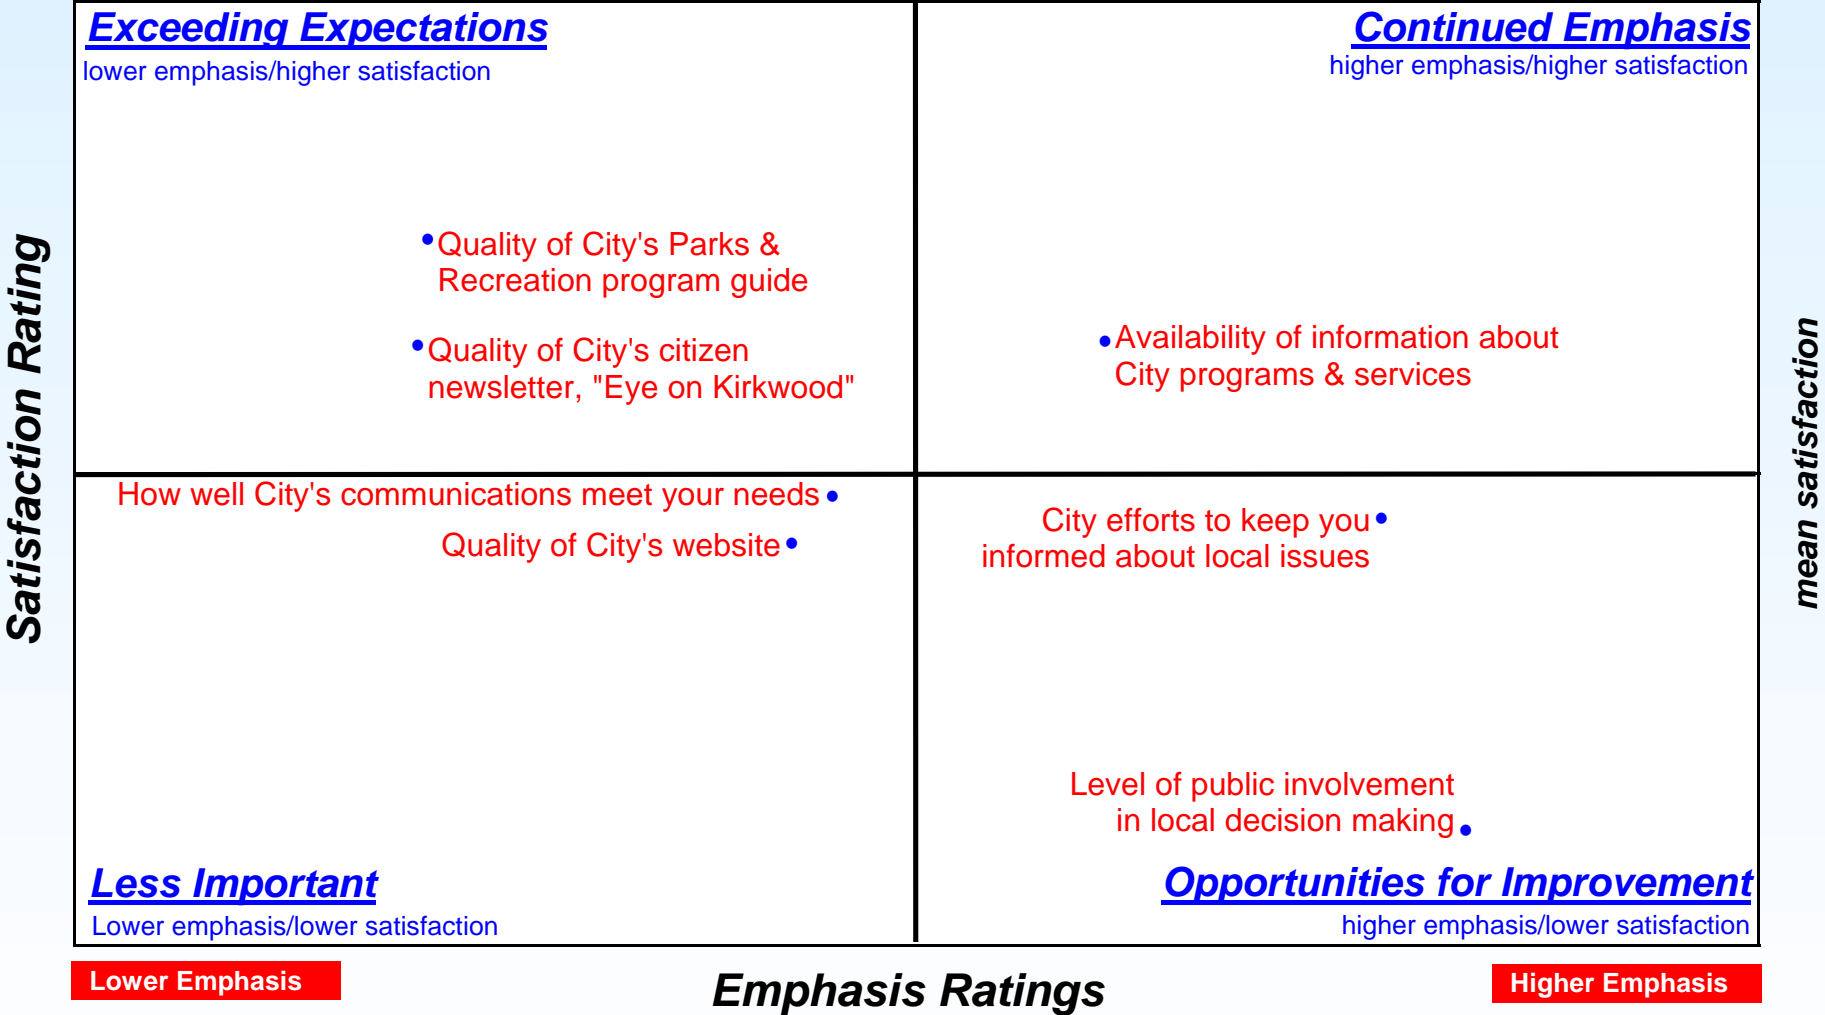 Exceeding Expectations
lower emphasis/higher satisfaction
Continued Emphasis
higher emphasis/higher satisfaction
Satisfaction Rating
Quality of City's Parks &
Recreation program guide
Quality of City's citizen
newsletter, "Eye on Kirkwood"
Availability of information about
City programs & services
mean satisfaction
How well City's communications meet your needs
Quality of City's website
City efforts to keep you
informed about local issues
Level of public involvement
in local decision making
Less Important
Lower emphasis/lower satisfaction
Opportunities for Improvement
higher emphasis/lower satisfaction
Lower Emphasis
Emphasis Ratings
Higher Emphasis